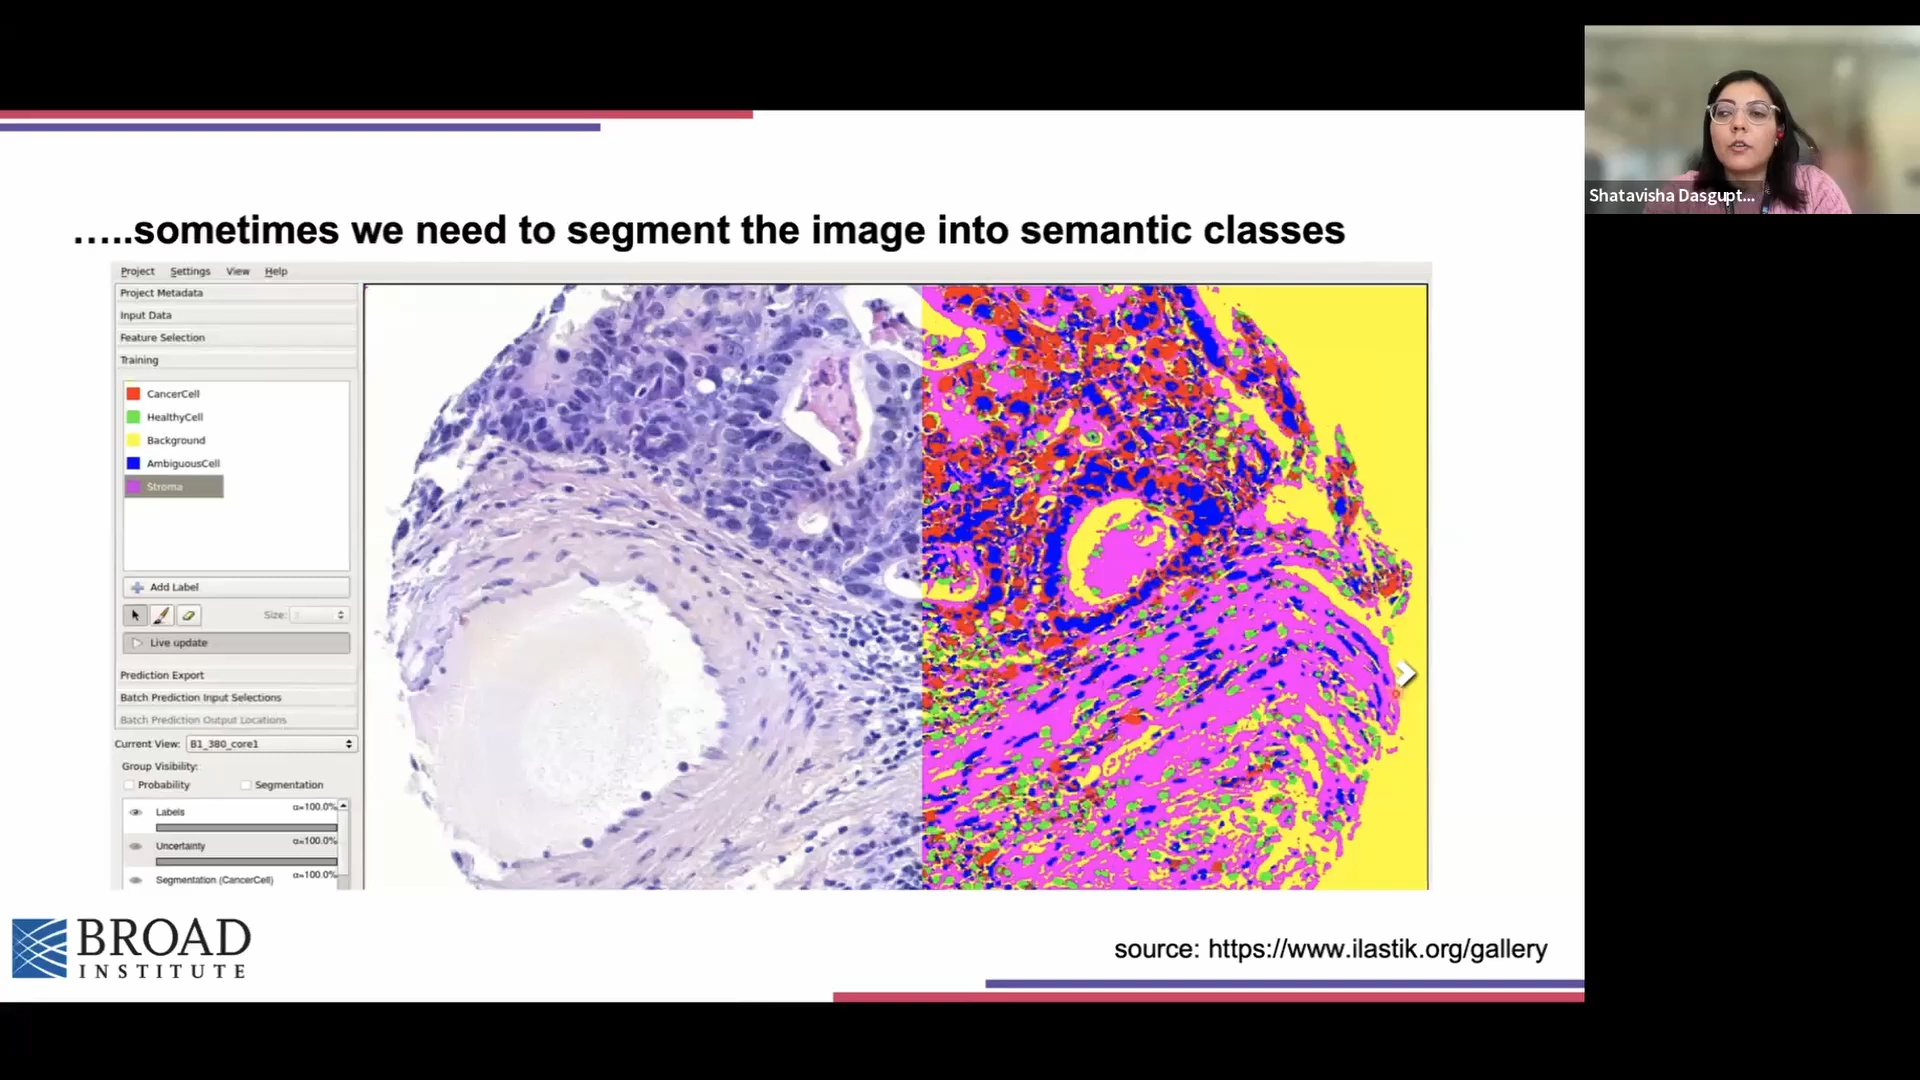 Shatavisha Dasgupt...
.....sometimes we need to segment the image into semantic classes
Project Settings View Help
Project Metadata
Input Data
Feature Selection
Training
CancerCell
HealthyCell
Background
AmbiguousCell
Stroma
Add Label
Size:
Live update
Prediction Export
Batch Prediction Input Selections
Batch Prediction Output Locations
Current View: B1_380_core1
Group Visibility:
Probability Segmentation
Labels α=100.0%
Uncertainty α=100.0%
Segmentation (CancerCell) α=100.0%
BROAD
INSTITUTE
source: https://www.ilastik.org/gallery